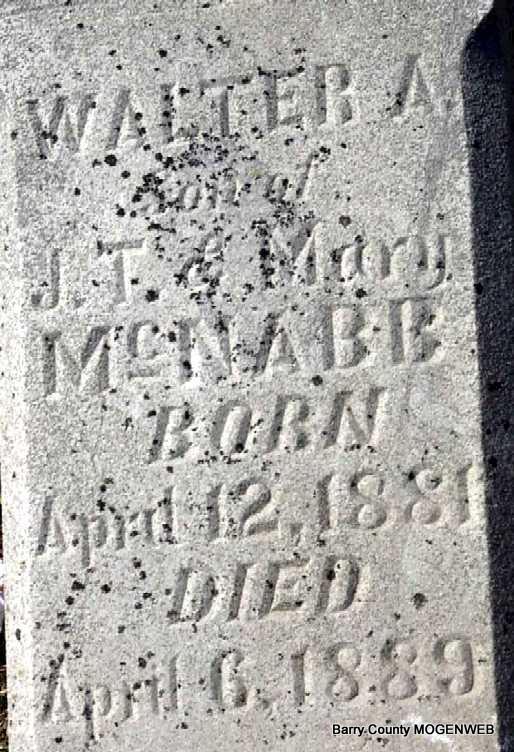 WALTER A.
Son of
J. T. & Mary
McNABB
BORN
April 12, 1881
DIED
April 6, 1889
Barry County MOGENWEB